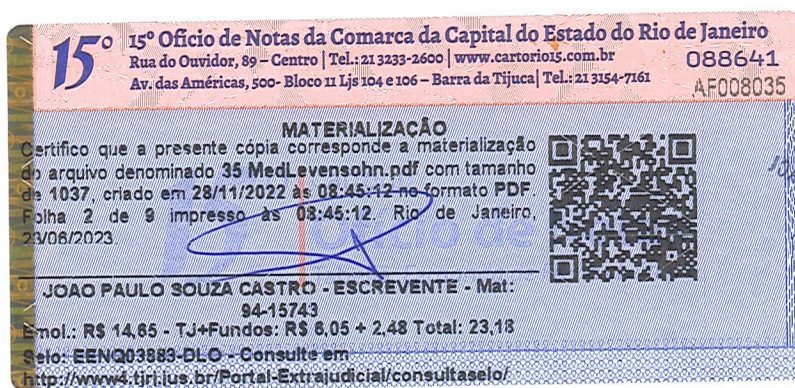 15º
15º Ofício de Notas da Comarca da Capital do Estado do Rio de Janeiro
Rua do Ouvidor, 89 – Centro | Tel.: 21 3233-2600 | www.cartorio15.com.br
Av. das Américas, 500- Bloco 11 Ljs 104 e 106 – Barra da Tijuca| Tel.: 21 3154-7161
088641
AF008035
MATERIALIZAÇÃO
Certifico que a presente cópia corresponde a materialização
do arquivo denominado 35 MedLevensohn.pdf com tamanho
de 1037, criado em 28/11/2022 às 08:45:12 no formato PDF.
Folha 2 de 9 impresso às 08:45:12. Rio de Janeiro,
23/06/2023.
15 Ofício de
JOAO PAULO SOUZA CASTRO - ESCREVENTE - Mat:
94-15743
Emol.: R$ 14,65 - TJ+Fundos: R$ 6,05 + 2,48 Total: 23,18
Selo: EENQ03883-DLO - Consulte em
http://www4.tjrj.jus.br/Portal-Extrajudicial/consultaselo/